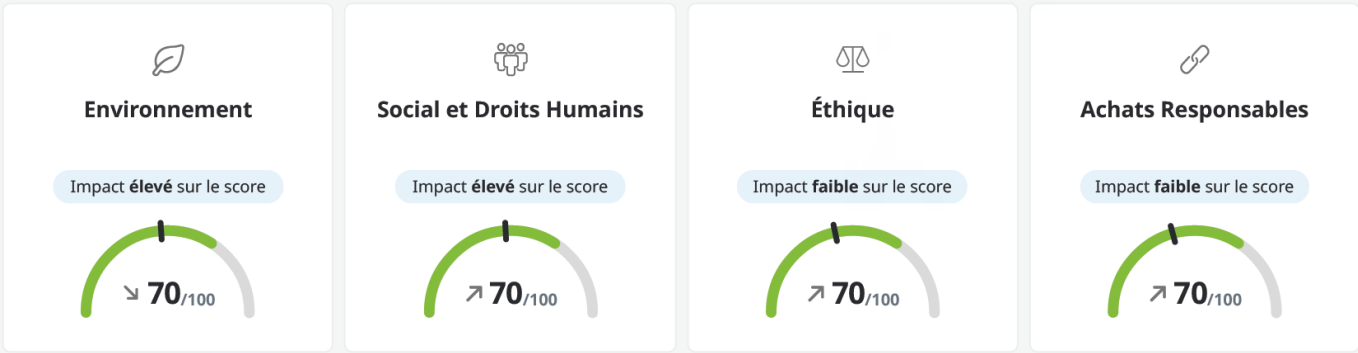 Environnement
Impact élevé sur le score
70/100
Social et Droits Humains
Impact élevé sur le score
70/100
Éthique
Impact faible sur le score
70/100
Achats Responsables
Impact faible sur le score
70/100